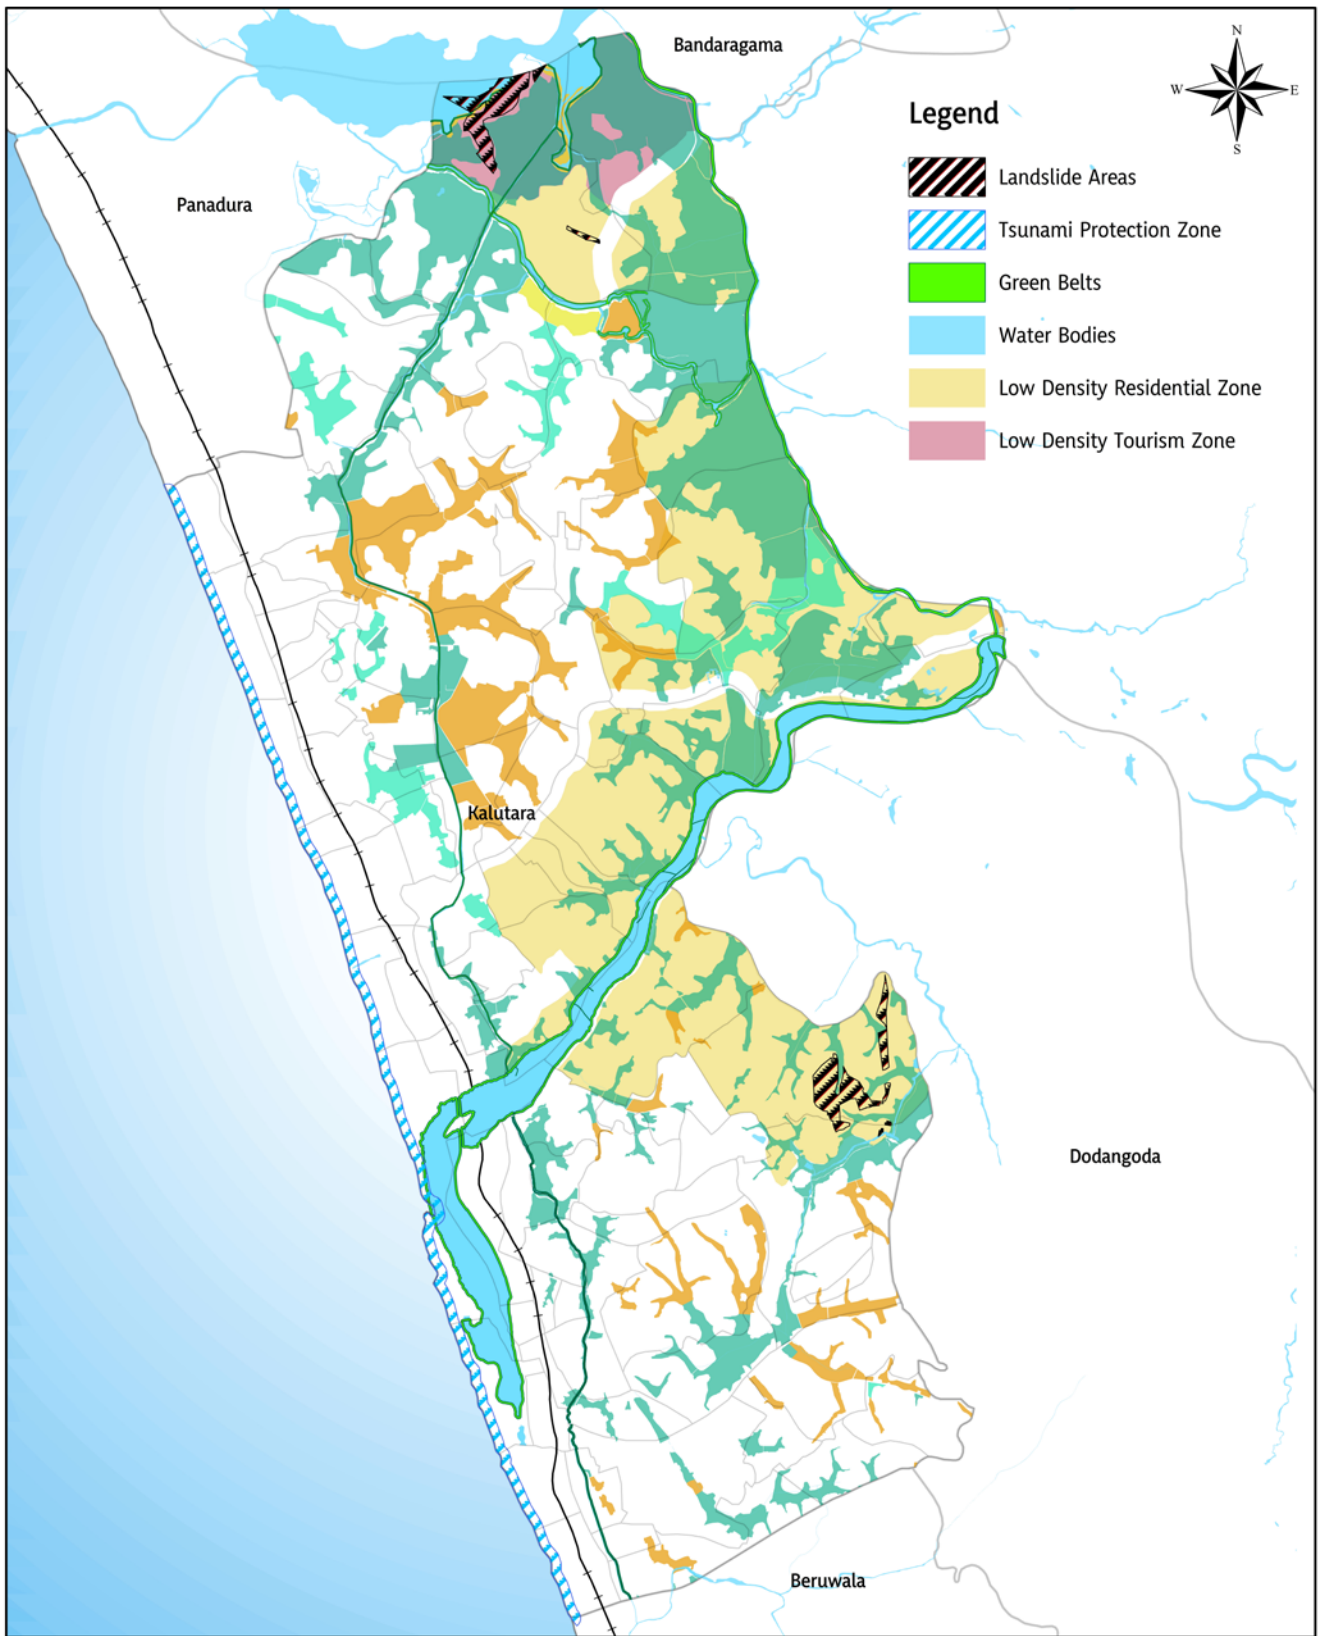 Bandaragama
N
W
E
S
Legend
Landslide Areas
Panadura
Tsunami Protection Zone
Green Belts
Water Bodies
Low Density Residential Zone
Low Density Tourism Zone
Kalutara
Dodangoda
Beruwala